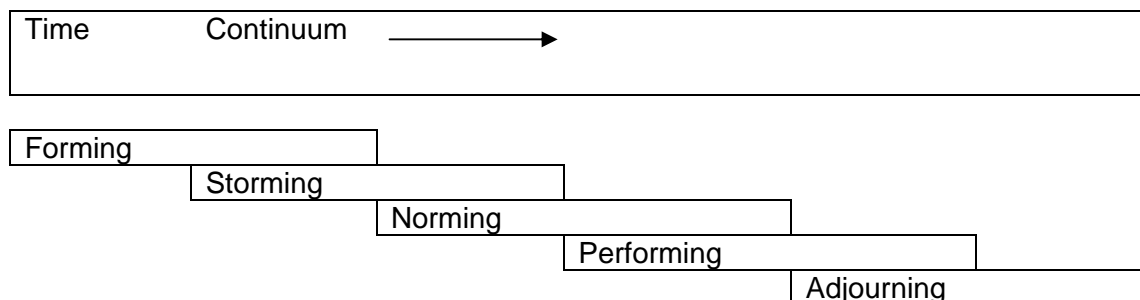 Time Continuum
Forming
Storming
Norming
Performing
Adjourning